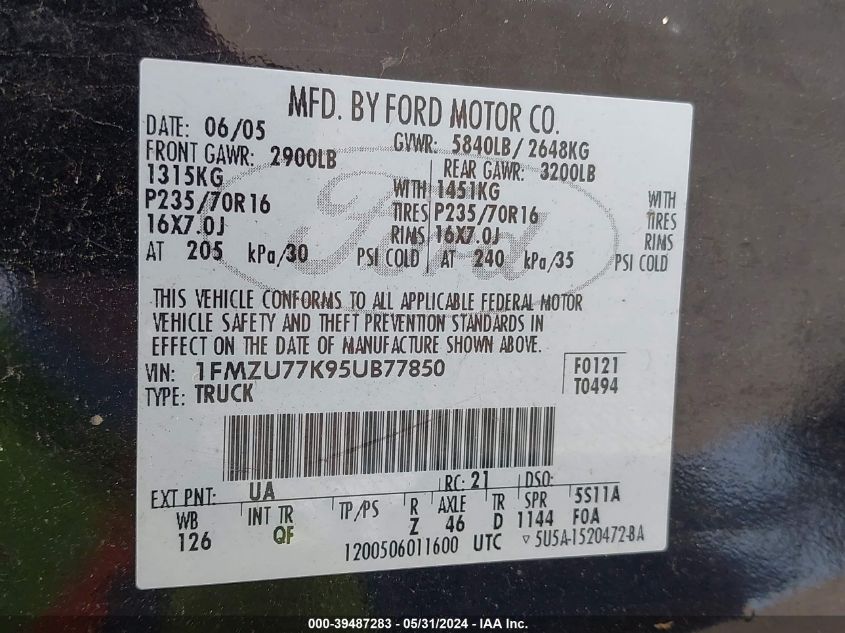 MFD. BY FORD MOTOR CO.
DATE: 06/05 GVWR: 5840LB / 2648KG
FRONT GAWR: 2900LB REAR GAWR: 3200LB
1315KG WITH 1451KG WITH
P235/70R16 TIRES P235/70R16 TIRES
16X7.0J RIMS 16X7.0J RIMS
AT 205 kPa/30 PSI COLD AT 240 kPa/35 PSI COLD
Ford
THIS VEHICLE CONFORMS TO ALL APPLICABLE FEDERAL MOTOR
VEHICLE SAFETY AND THEFT PREVENTION STANDARDS IN
EFFECT ON THE DATE OF MANUFACTURE SHOWN ABOVE.
VIN: 1FMZU77K95UB77850 F0121
TYPE: TRUCK T0494
EXT PNT: UA RC: 21 DSO:
WB INT TR TP/PS R AXLE TR SPR 5S11A
126 QF Z 46 D 1144 F0A
1200506011600 UTC ▽ 5U5A-1520472-BA
000-39487283 - 05/31/2024 - IAA Inc.